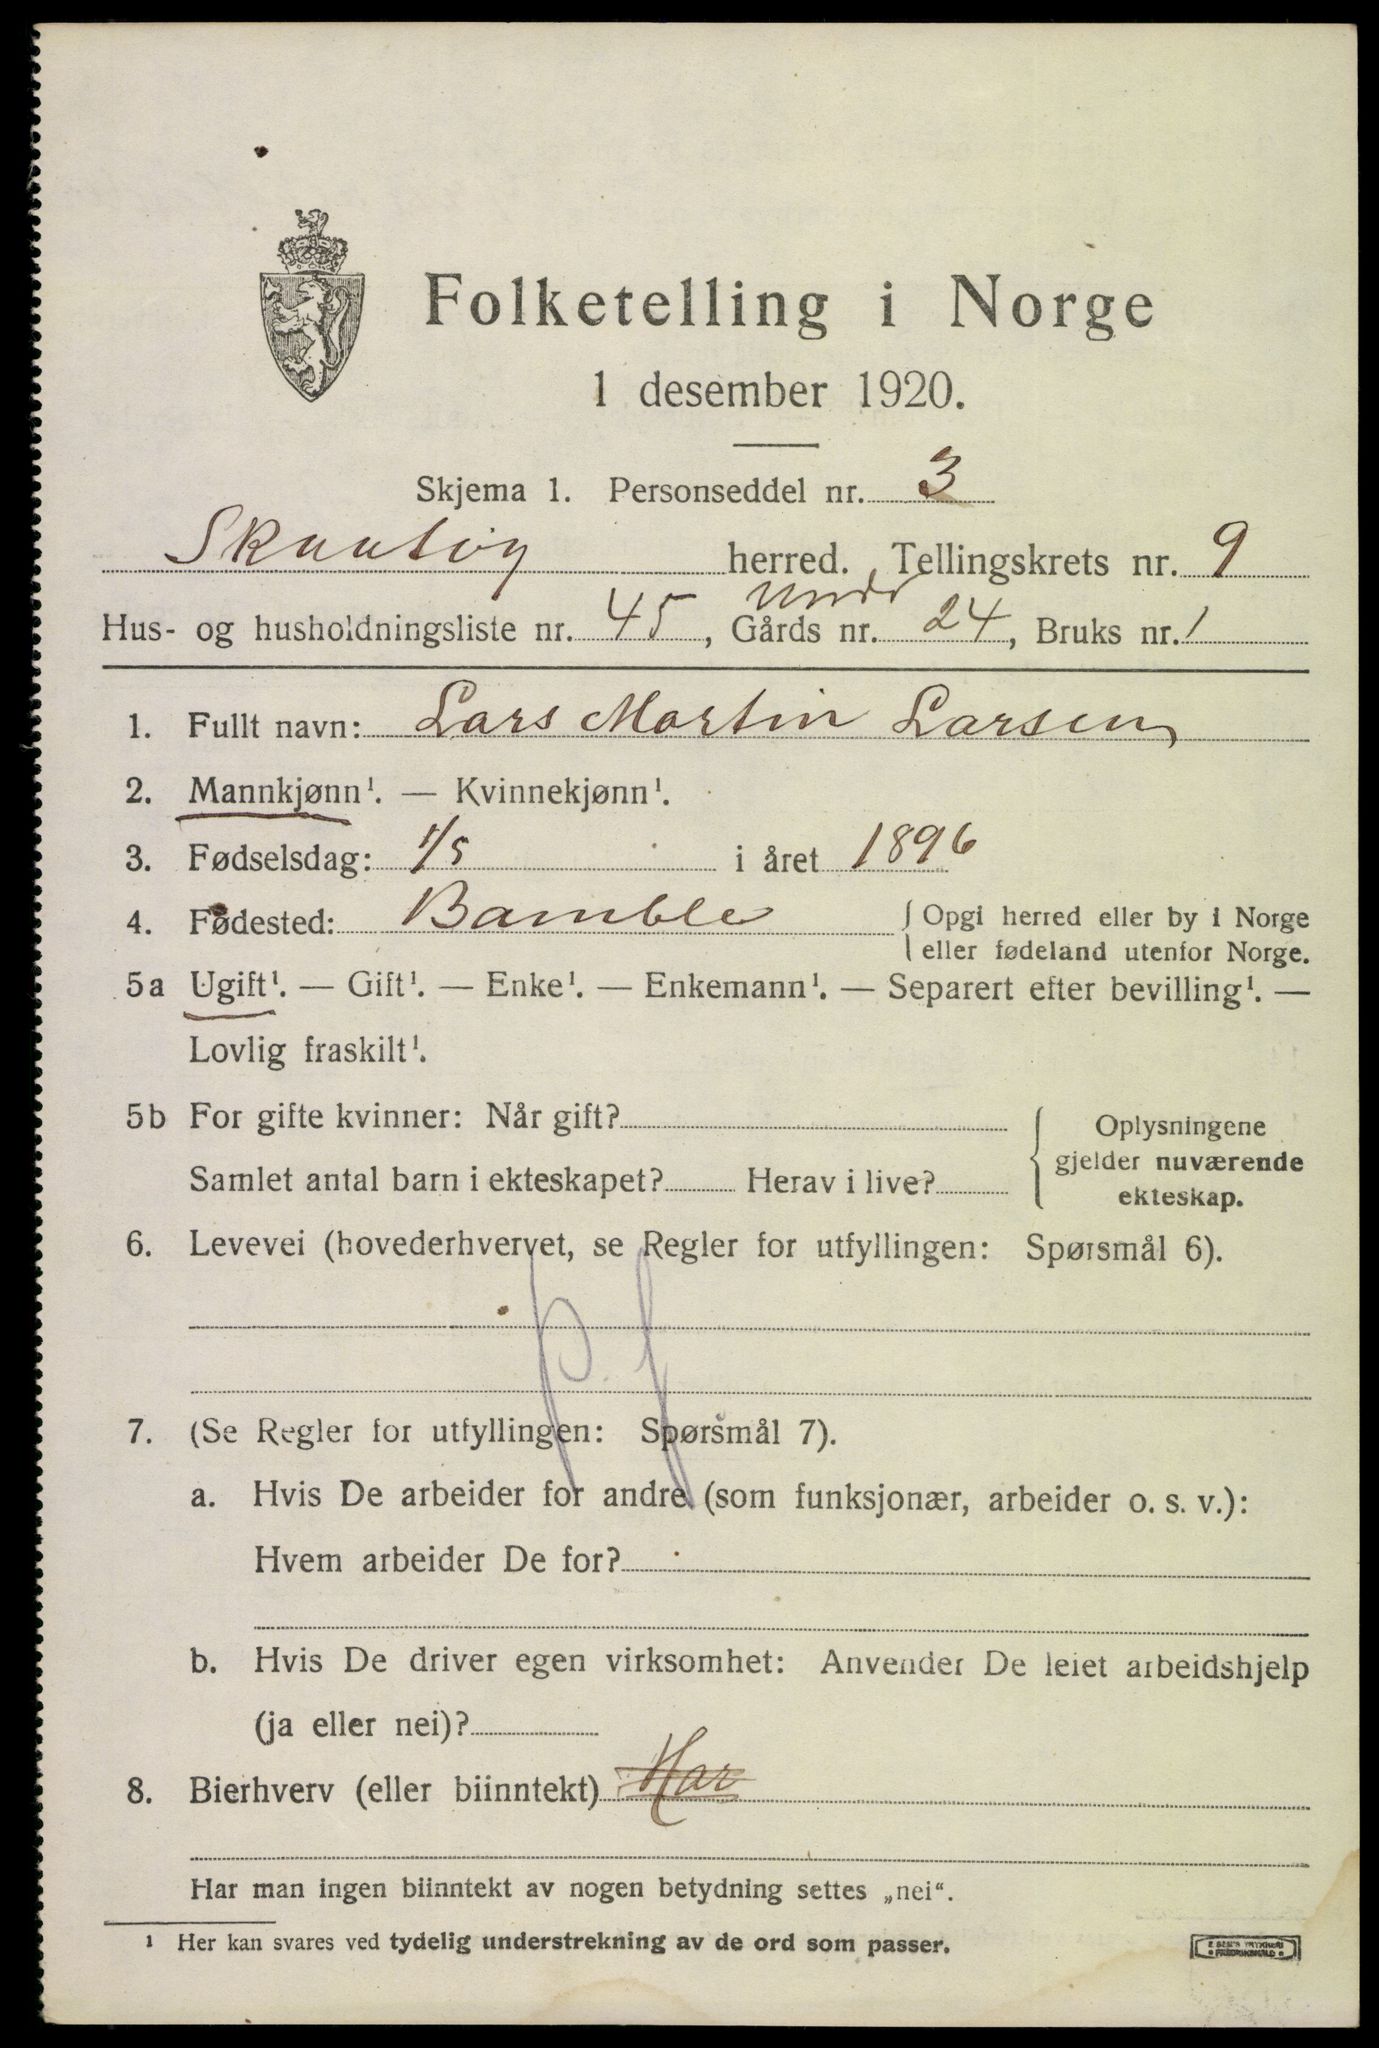 Folketelling i Norge
1 desember 1920.
Skjema 1. Personseddel nr. 3
Skaatøy herred. Tellingskrets nr. 9
under
Hus- og husholdningsliste nr. 45, Gårds nr. 24, Bruks nr. 1
1. Fullt navn: Lars Martin Larsen
2. Mannkjønn¹. — Kvinnekjønn¹.
3. Fødselsdag: 1/5 i året 1896
4. Fødested: Bamble { Opgi herred eller by i Norge
eller fødeland utenfor Norge.
5a Ugift¹. — Gift¹. — Enke¹. — Enkemann¹. — Separert efter bevilling¹. —
Lovlig fraskilt¹.
5b For gifte kvinner: Når gift?
Samlet antal barn i ekteskapet? Herav i live?
Oplysningene
gjelder nuværende
ekteskap.
6. Levevei (hovederhvervet, se Regler for utfyllingen: Spørsmål 6).
p. f
7. (Se Regler for utfyllingen: Spørsmål 7).
a. Hvis De arbeider for andre (som funksjonær, arbeider o. s. v.):
Hvem arbeider De for?
b. Hvis De driver egen virksomhet: Anvender De leiet arbeidshjelp
(ja eller nei)?
8. Bierhverv (eller biinntekt) Har
Har man ingen biinntekt av nogen betydning settes „nei“.
¹ Her kan svares ved tydelig understrekning av de ord som passer.